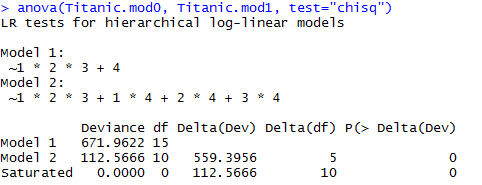 > anova(Titanic.mod0, Titanic.mod1, test="chisq")
LR tests for hierarchical log-linear models
Model 1:
~1 * 2 * 3 + 4
Model 2:
~1 * 2 * 3 + 1 * 4 + 2 * 4 + 3 * 4
Deviance df Delta(Dev) Delta(df) P(> Delta(Dev)
Model 1 671.9622 15
Model 2 112.5666 10 559.3956 5 0
Saturated 0.0000 0 112.5666 10 0